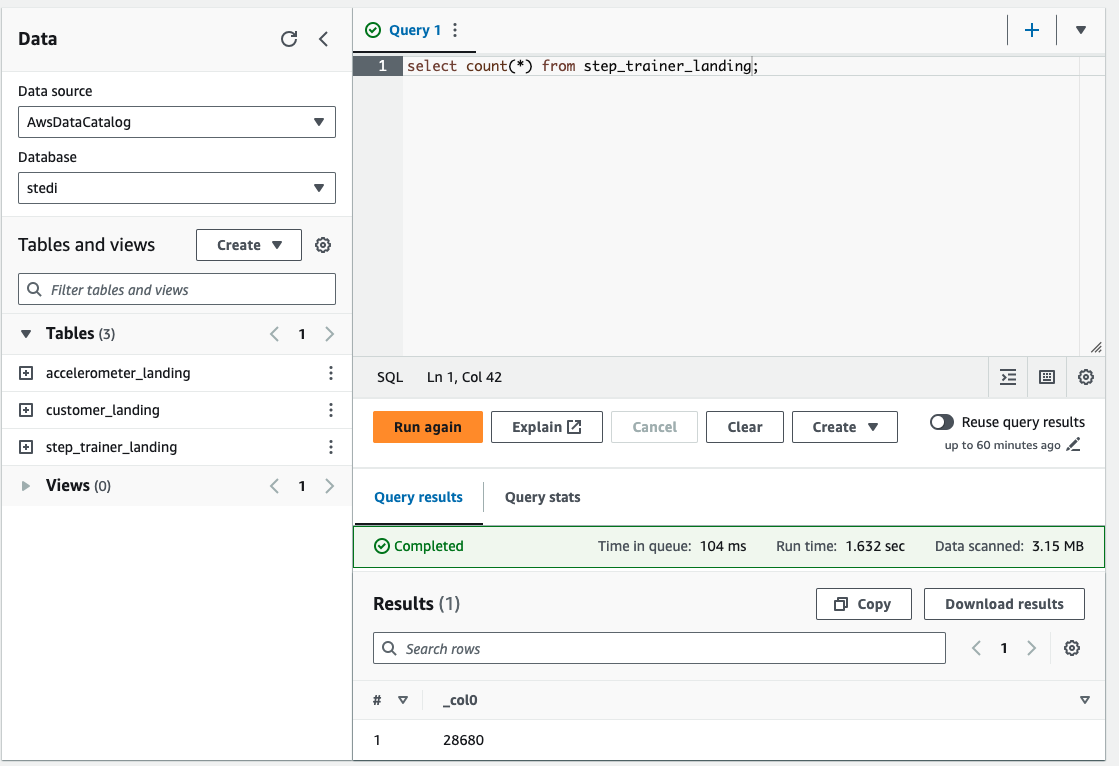 Data
Data source
AwsDataCatalog
Database
stedi
Tables and views
Create
Filter tables and views
Tables (3)
1
accelerometer_landing
customer_landing
step_trainer_landing
Views (0)
1
Query 1
1 select count(*) from step_trainer_landing;
SQL Ln 1, Col 42
Run again
Explain
Cancel
Clear
Create
Reuse query results
up to 60 minutes ago
Query results
Query stats
Completed
Time in queue: 104 ms
Run time: 1.632 sec
Data scanned: 3.15 MB
Results (1)
Copy
Download results
Search rows
1
# _col0
1 28680